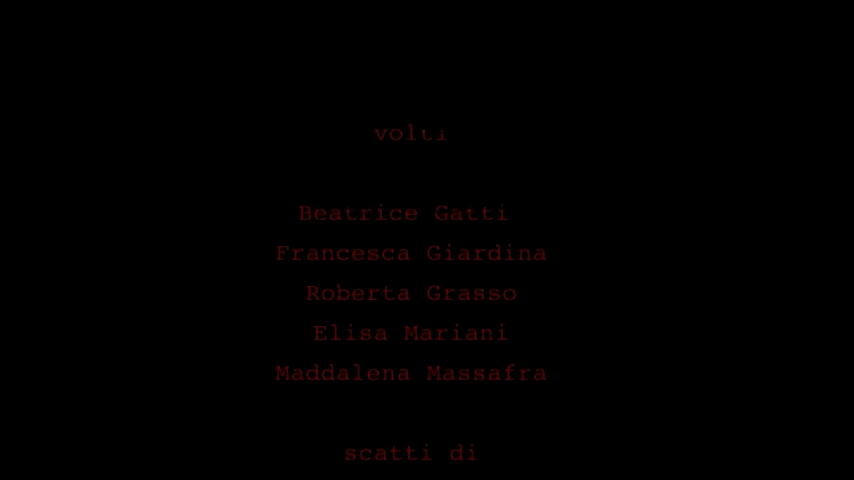 volti
Beatrice Gatti
Francesca Giardina
Roberta Grasso
Elisa Mariani
Maddalena Massafra
scatti di